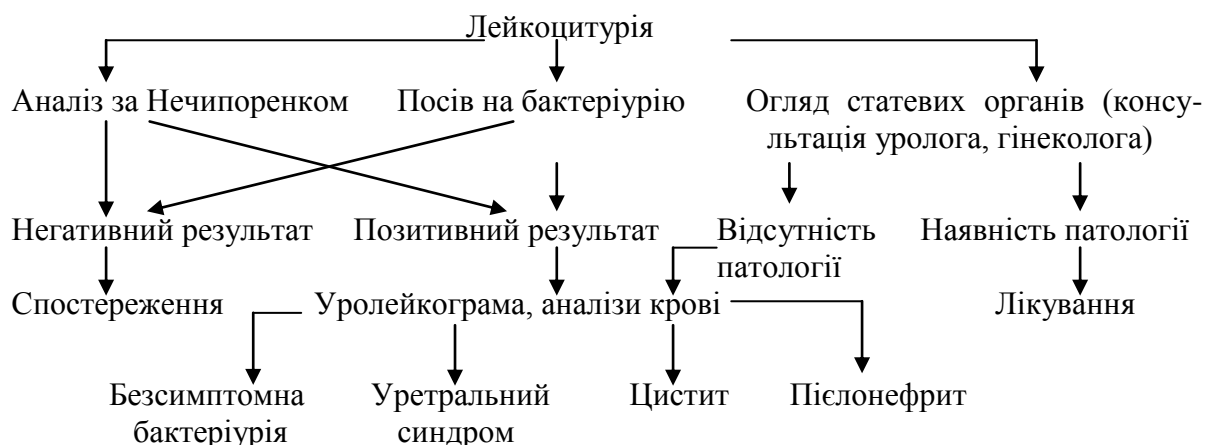 Лейкоцитурія
Аналіз за Нечипоренком Посів на бактеріурію Огляд статевих органів (консу-
льтація уролога, гінеколога)
Негативний результат Позитивний результат Відсутність Наявність патології
патології
Спостереження Уролейкограма, аналізи крові Лікування
Безсимптомна Уретральний Цистит Пієлонефрит
бактеріурія синдром